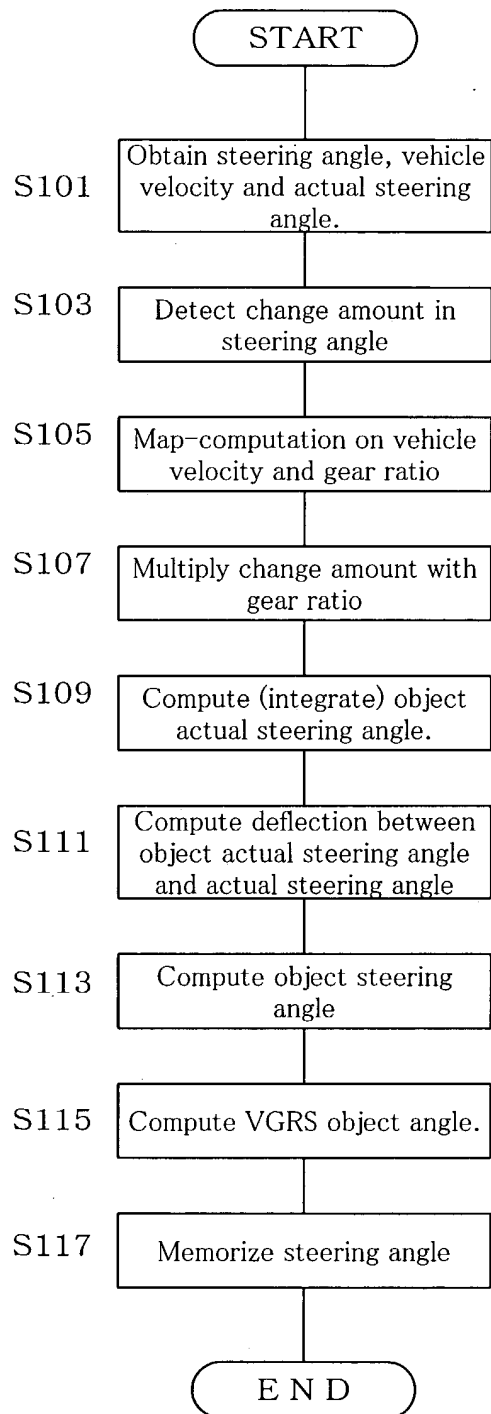 START
S101
Obtain steering angle, vehicle
velocity and actual steering
angle.
S103
Detect change amount in
steering angle
S105
Map-computation on vehicle
velocity and gear ratio
S107
Multiply change amount with
gear ratio
S109
Compute (integrate) object
actual steering angle.
S111
Compute deflection between
object actual steering angle
and actual steering angle
S113
Compute object steering
angle
S115
Compute VGRS object angle.
S117
Memorize steering angle
END